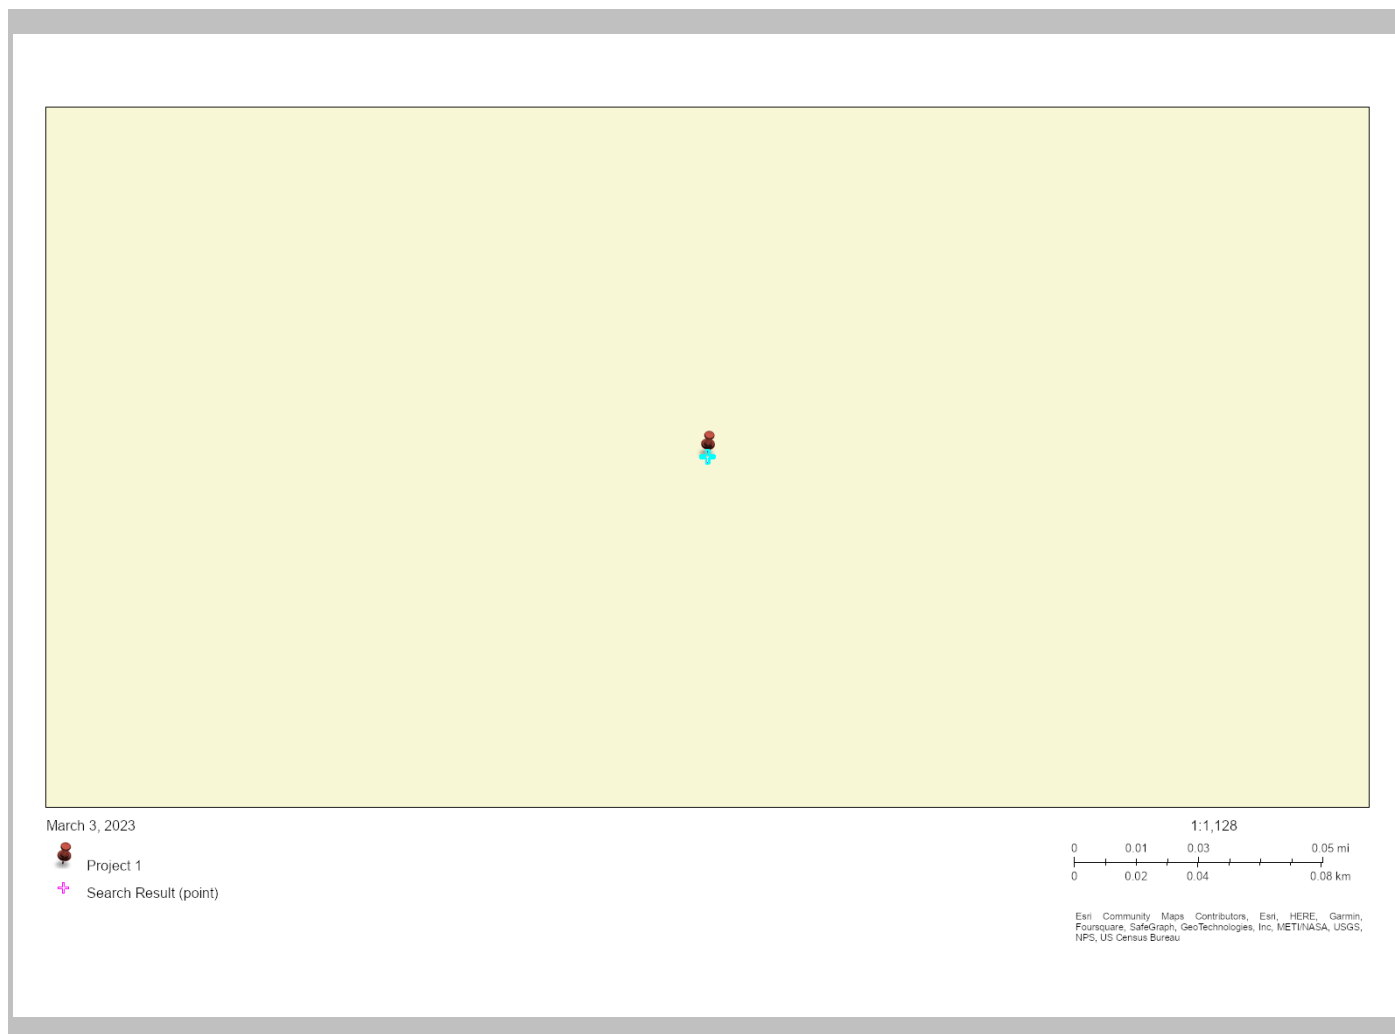 March 3, 2023
Project 1
Search Result (point)
1:1,128
0 0.01 0.03 0.05 mi
0 0.02 0.04 0.08 km
Esri Community Maps Contributors, Esri, HERE, Garmin,
Foursquare, SafeGraph, GeoTechnologies, Inc, METI/NASA, USGS,
NPS, US Census Bureau